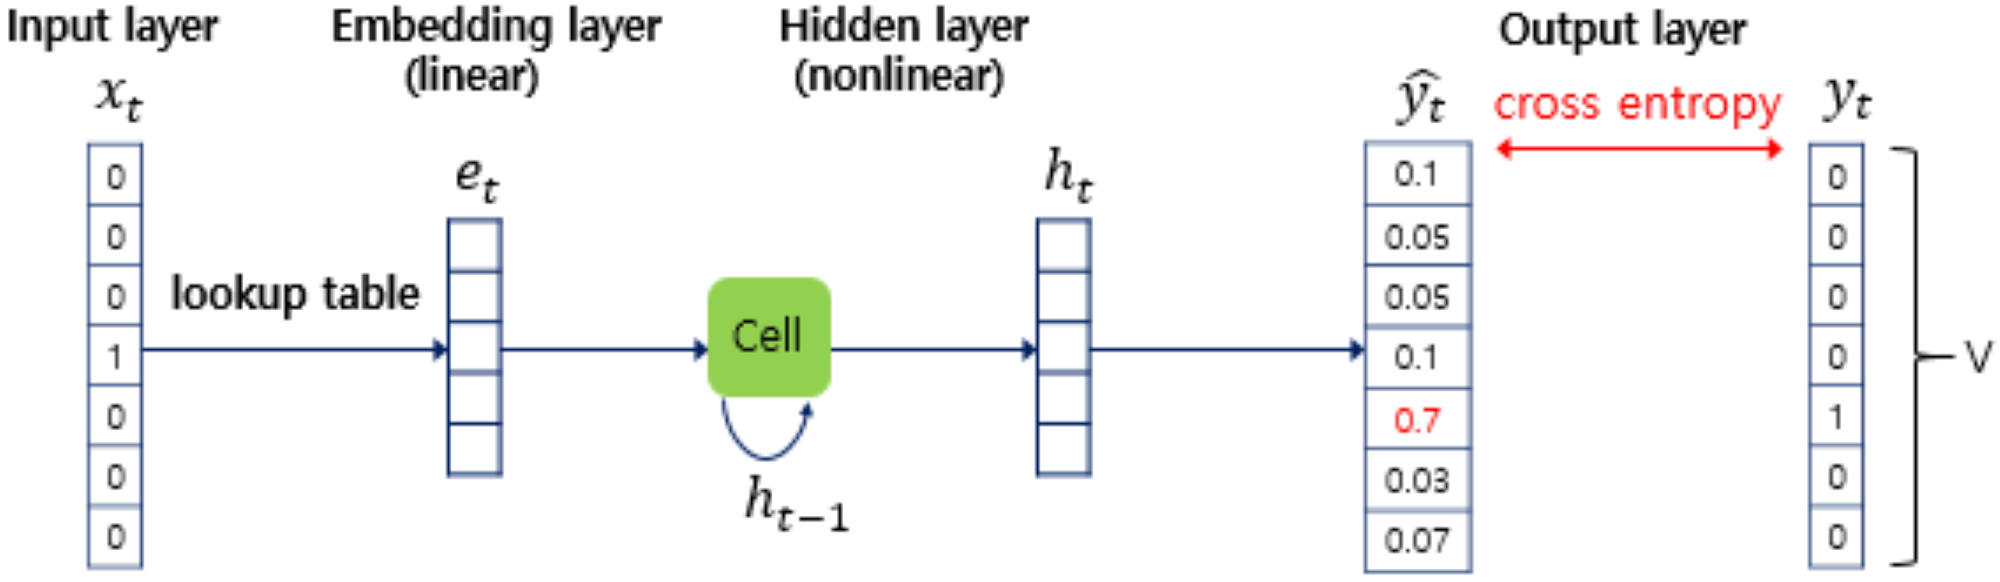 Input layer
Embedding layer
(linear)
Hidden layer
(nonlinear)
Output layer
x_t
e_t
h_t
ŷ_t
cross entropy
y_t
0
0
0
1
0
0
0
lookup table
Cell
h_{t−1}
0.1
0.05
0.05
0.1
0.7
0.03
0.07
0
0
0
0
1
0
0
V